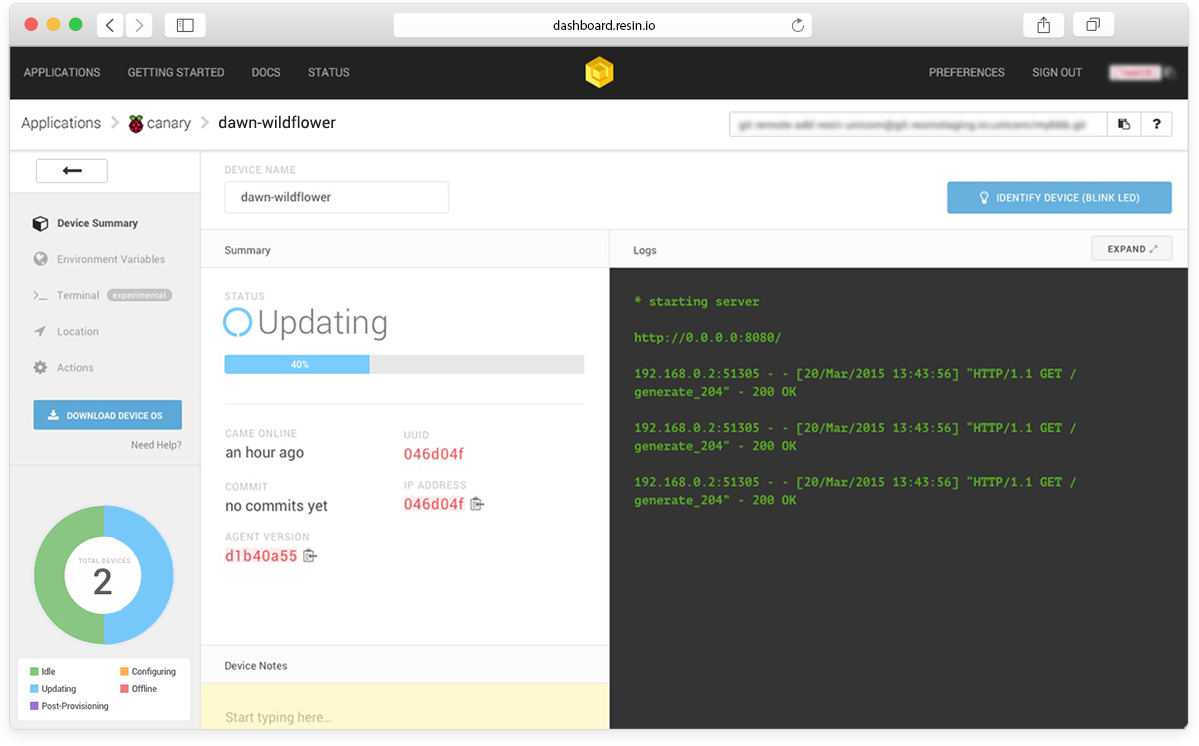 dashboard.resin.io
APPLICATIONS GETTING STARTED DOCS STATUS PREFERENCES SIGN OUT
Applications canary dawn-wildflower
?
DEVICE NAME
dawn-wildflower
IDENTIFY DEVICE (BLINK LED)
Device Summary
Environment Variables
Terminal experimental
Location
Actions
DOWNLOAD DEVICE OS
Need Help?
TOTAL DEVICES
2
Idle
Updating
Post-Provisioning
Configuring
Offline
Summary
STATUS
Updating
40%
CAME ONLINE
an hour ago
UUID
046d04f
COMMIT
no commits yet
IP ADDRESS
046d04f
AGENT VERSION
d1b40a55
Device Notes
Start typing here...
Logs
EXPAND
* starting server
http://0.0.0.0:8080/
192.168.0.2:51305 - - [20/Mar/2015 13:43:56] "HTTP/1.1 GET /
generate_204" - 200 OK
192.168.0.2:51305 - - [20/Mar/2015 13:43:56] "HTTP/1.1 GET /
generate_204" - 200 OK
192.168.0.2:51305 - - [20/Mar/2015 13:43:56] "HTTP/1.1 GET /
generate_204" - 200 OK